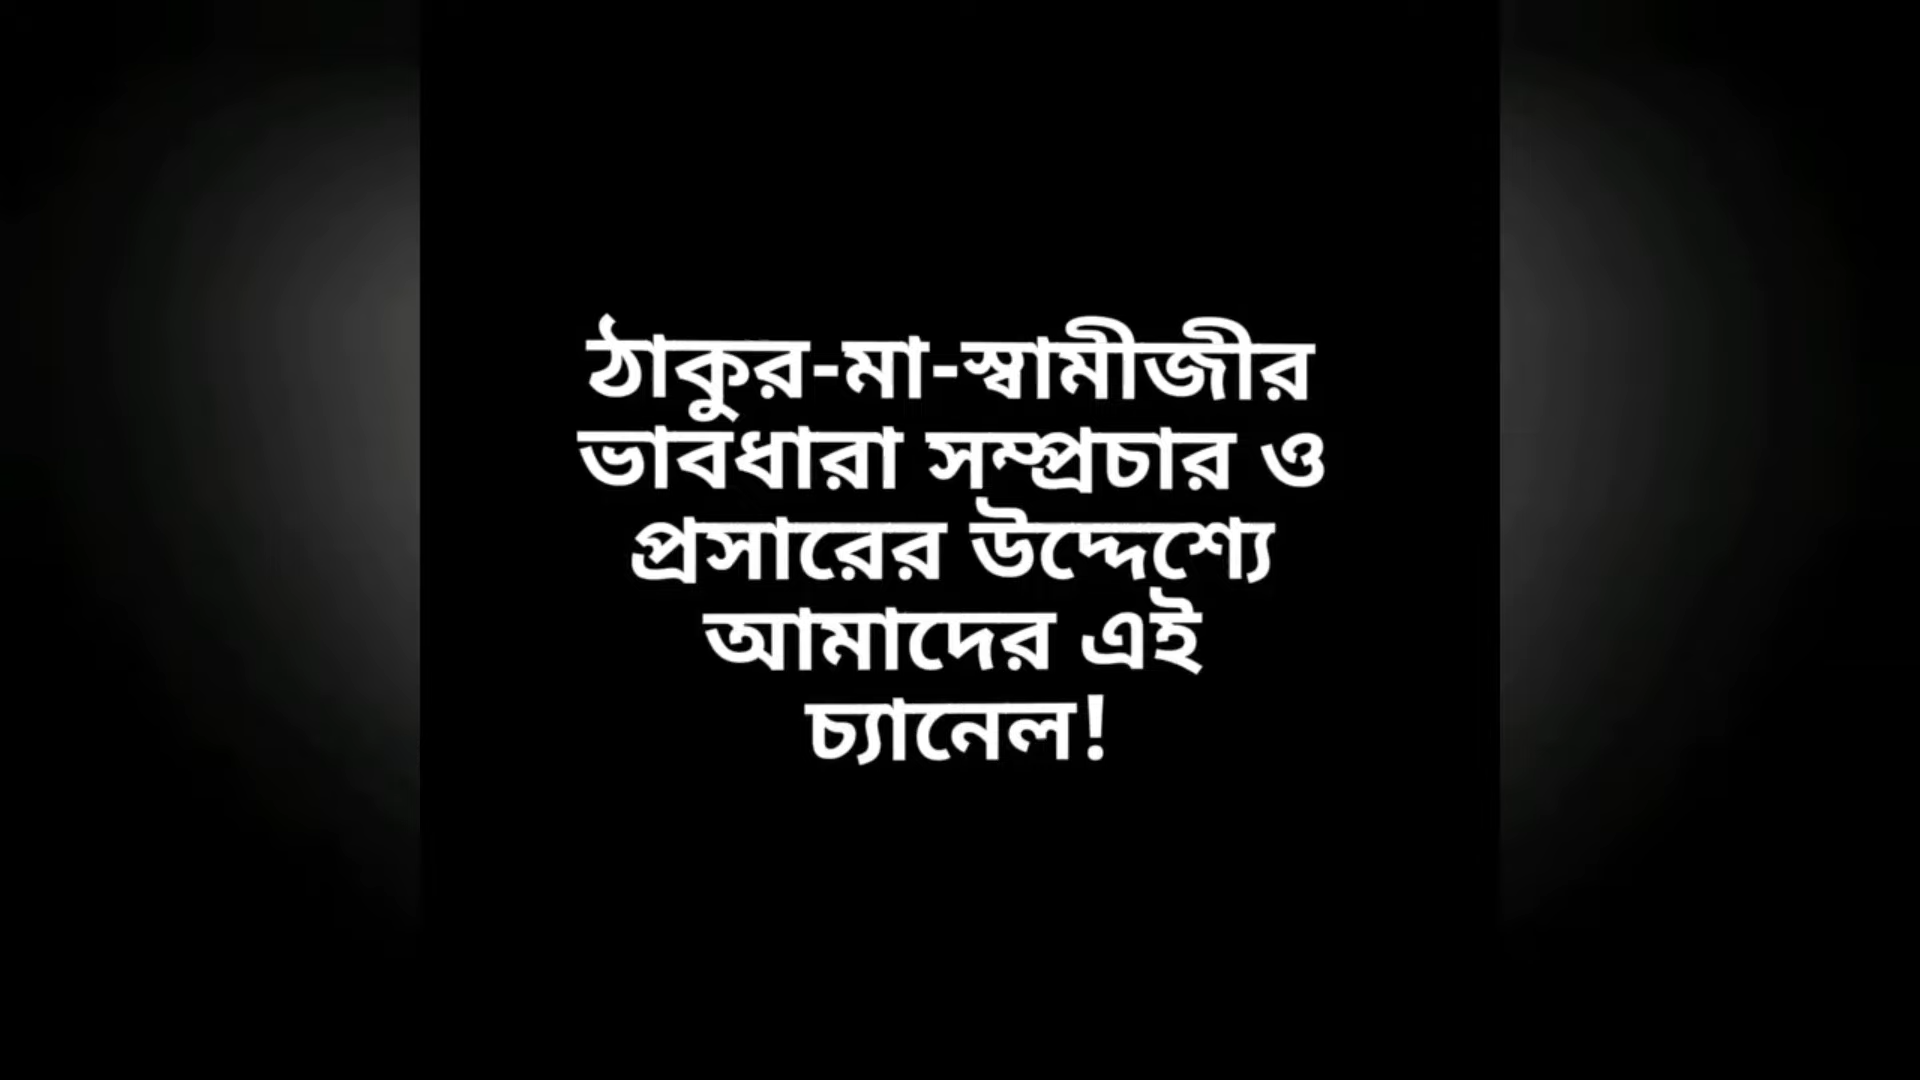 ঠাকুর-মা-স্বামীজীর
ভাবধারা সম্প্রচার ও
প্রসারের উদ্দেশ্যে
আমাদের এই
চ্যানেল!